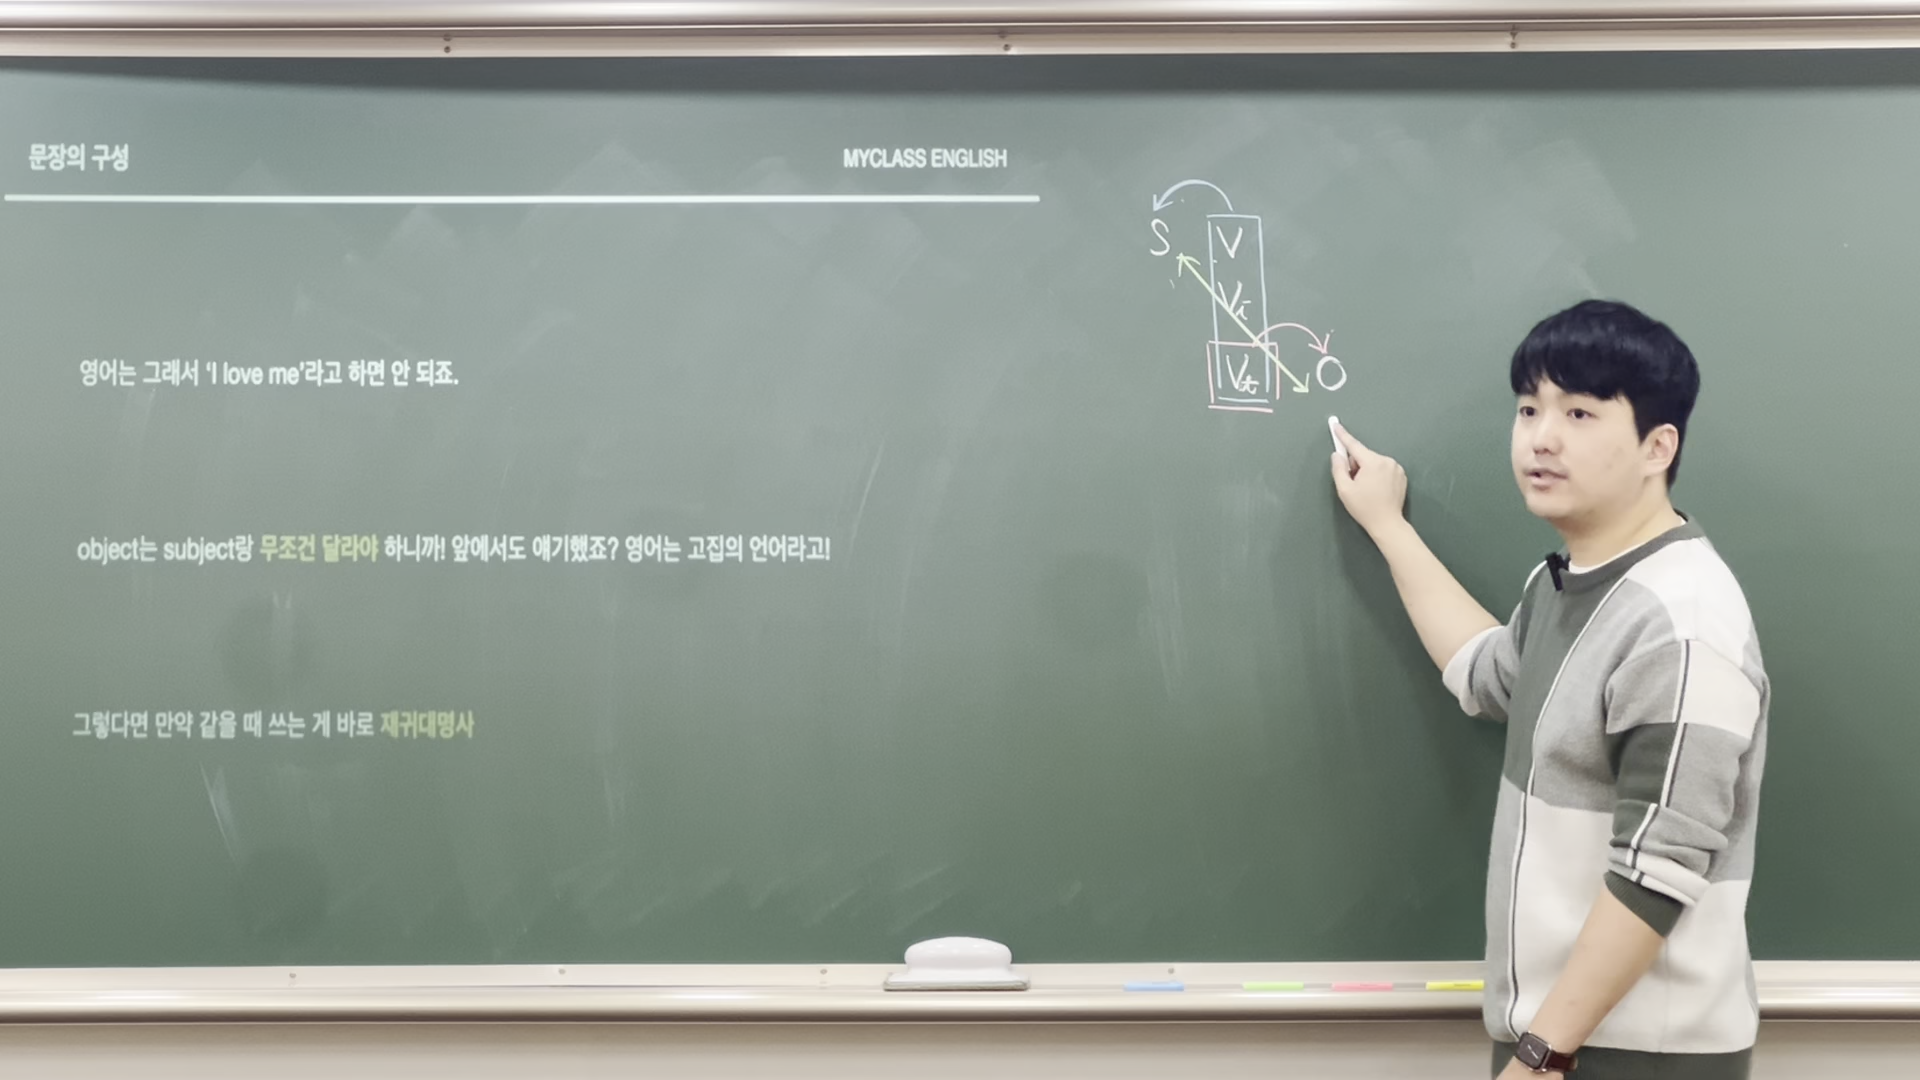 문장의 구성
MYCLASS ENGLISH
영어는 그래서 ‘I love me’라고 하면 안 되죠.
object는 subject랑 무조건 달라야 하니까! 앞에서도 얘기했죠? 영어는 고집의 언어라고!
그렇다면 만약 같을 때 쓰는 게 바로 재귀대명사
S V
Vi
Vt O